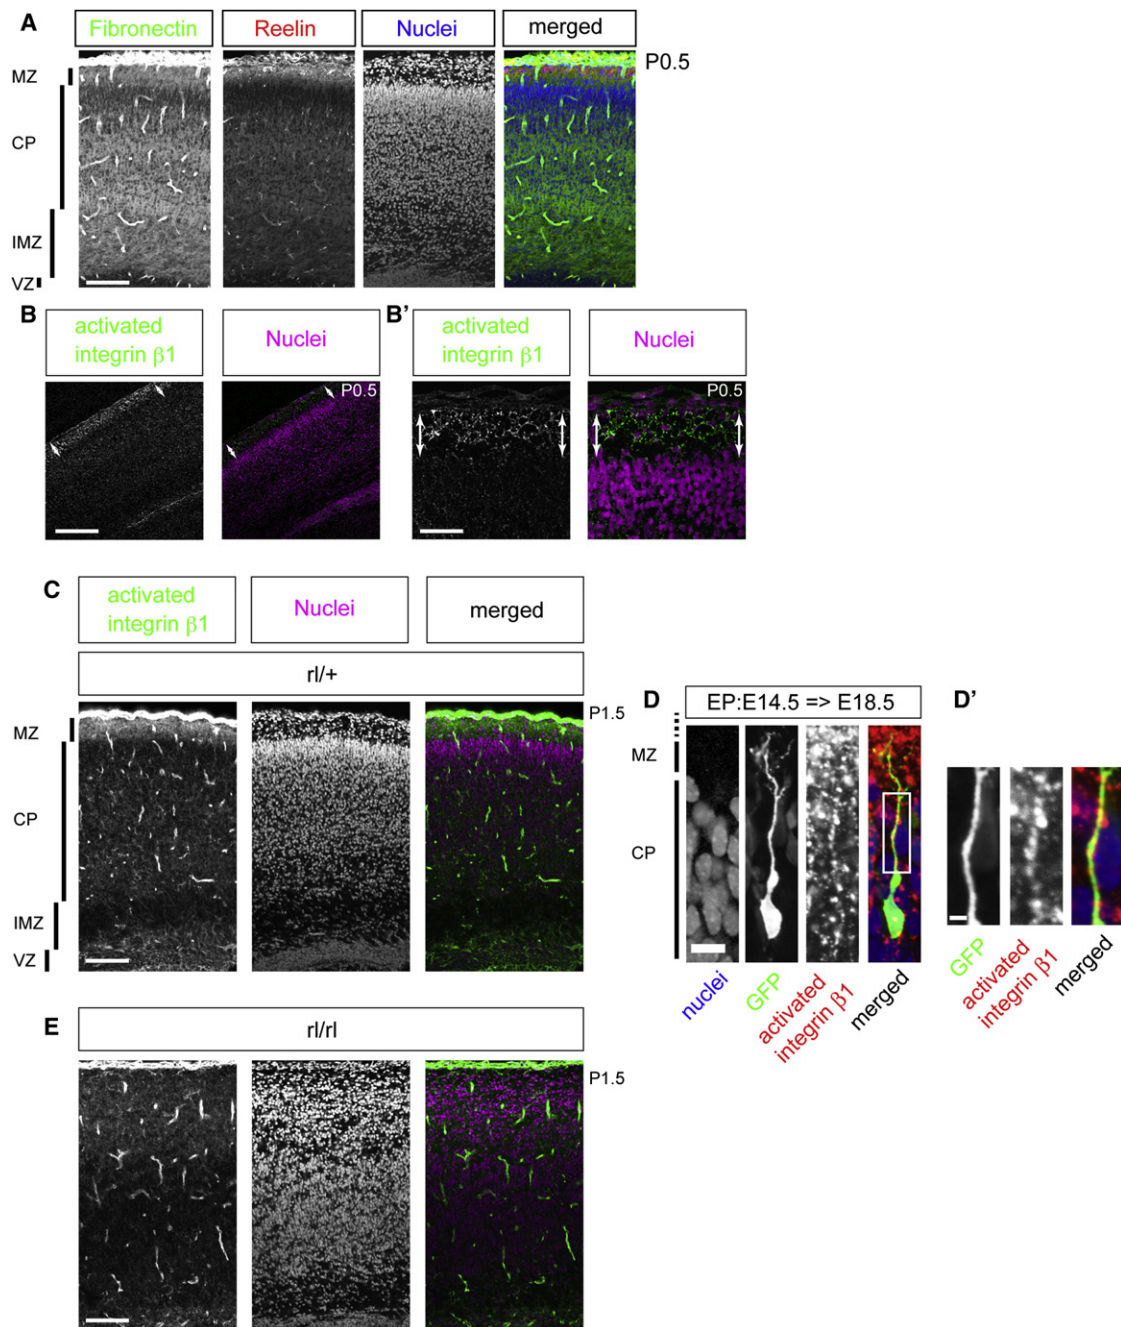 A
Fibronectin
Reelin
Nuclei
merged
P0.5
MZ
CP
IMZ
VZ
B
activated
integrin β1
Nuclei
P0.5
B'
activated
integrin β1
Nuclei
P0.5
C
activated
integrin β1
Nuclei
merged
rl/+
P1.5
MZ
CP
IMZ
VZ
D
EP:E14.5 => E18.5
MZ
CP
nuclei
GFP
activated
integrin β1
merged
D'
GFP
activated
integrin β1
merged
E
rl/rl
P1.5